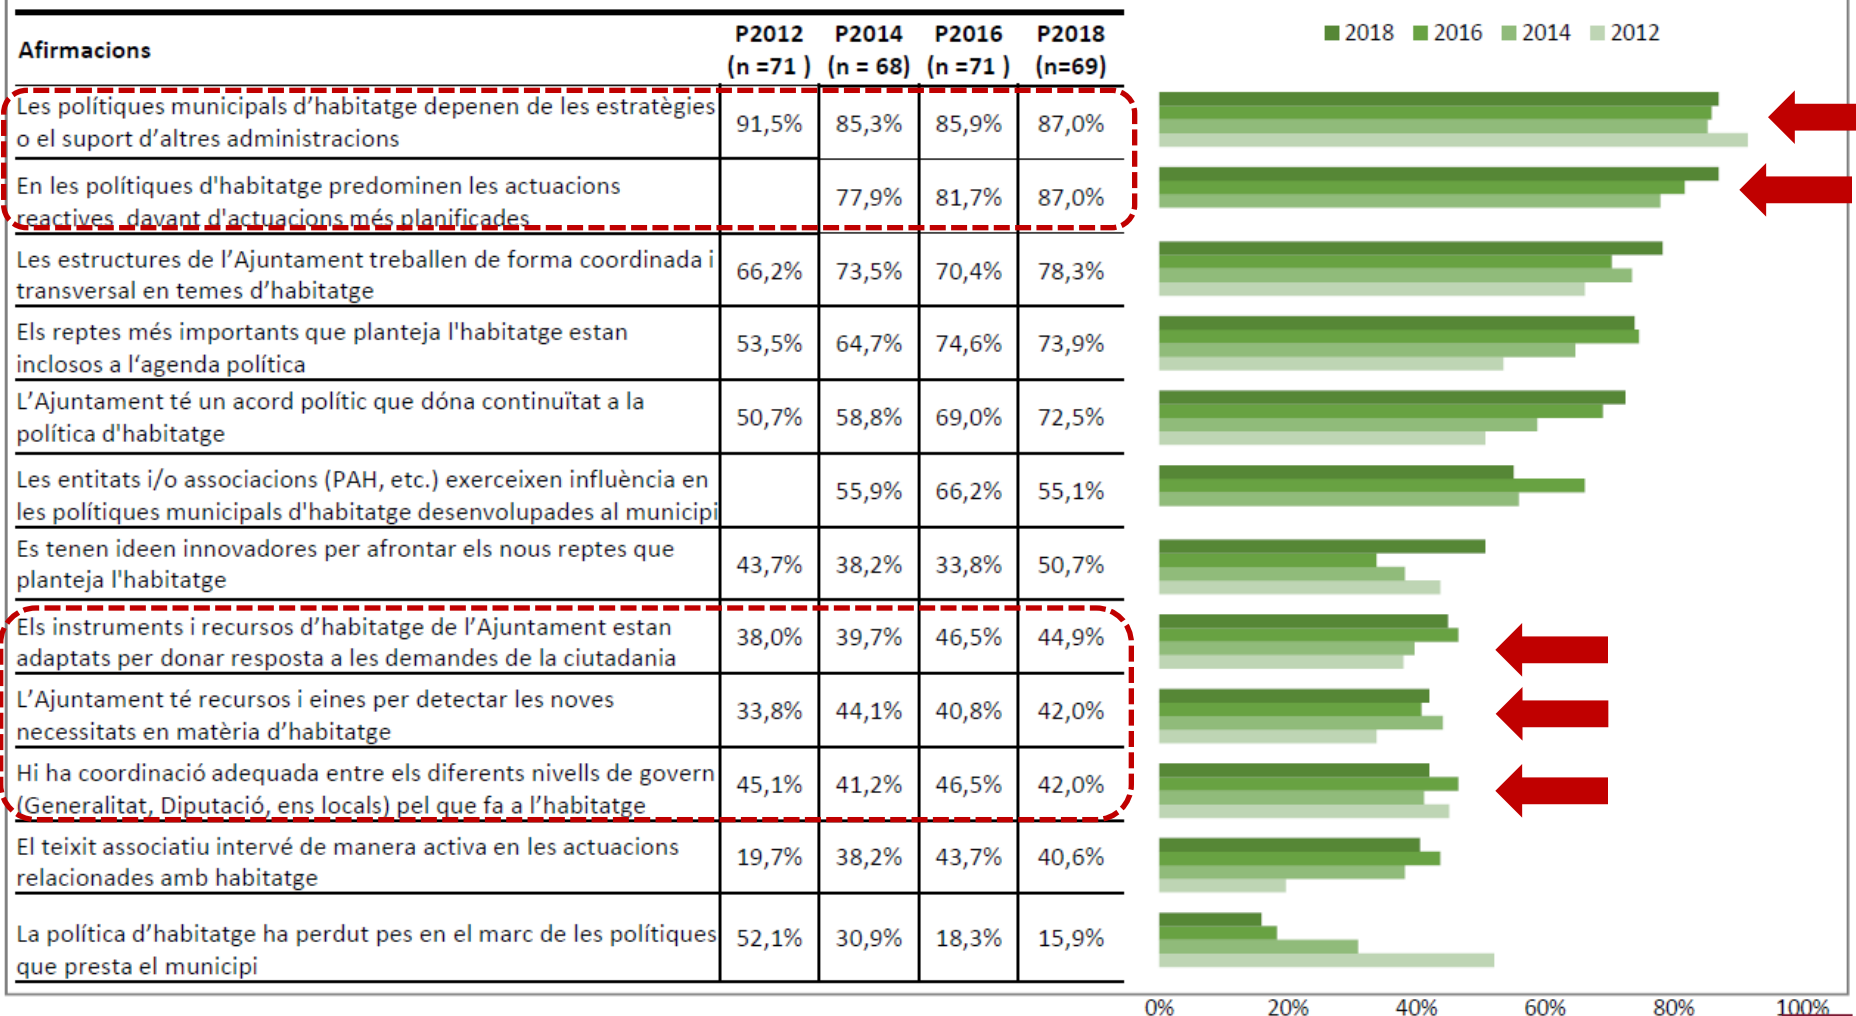 Afirmacions P2012 (n =71 ) P2014 (n = 68) P2016 (n =71 ) P2018 (n=69)
Les polítiques municipals d’habitatge depenen de les estratègies
o el suport d’altres administracions
91,5% 85,3% 85,9% 87,0%
En les polítiques d'habitatge predominen les actuacions
reactives davant d'actuacions més planificades
77,9% 81,7% 87,0%
Les estructures de l’Ajuntament treballen de forma coordinada i
transversal en temes d’habitatge
66,2% 73,5% 70,4% 78,3%
Els reptes més importants que planteja l'habitatge estan
inclosos a l‘agenda política
53,5% 64,7% 74,6% 73,9%
L’Ajuntament té un acord polític que dóna continuïtat a la
política d'habitatge
50,7% 58,8% 69,0% 72,5%
Les entitats i/o associacions (PAH, etc.) exerceixen influència en
les polítiques municipals d'habitatge desenvolupades al municipi
55,9% 66,2% 55,1%
Es tenen ideen innovadores per afrontar els nous reptes que
planteja l'habitatge
43,7% 38,2% 33,8% 50,7%
Els instruments i recursos d’habitatge de l’Ajuntament estan
adaptats per donar resposta a les demandes de la ciutadania
38,0% 39,7% 46,5% 44,9%
L’Ajuntament té recursos i eines per detectar les noves
necessitats en matèria d’habitatge
33,8% 44,1% 40,8% 42,0%
Hi ha coordinació adequada entre els diferents nivells de govern
(Generalitat, Diputació, ens locals) pel que fa a l’habitatge
45,1% 41,2% 46,5% 42,0%
El teixit associatiu intervé de manera activa en les actuacions
relacionades amb habitatge
19,7% 38,2% 43,7% 40,6%
La política d’habitatge ha perdut pes en el marc de les polítiques
que presta el municipi
52,1% 30,9% 18,3% 15,9%
2018 2016 2014 2012
0% 20% 40% 60% 80% 100%